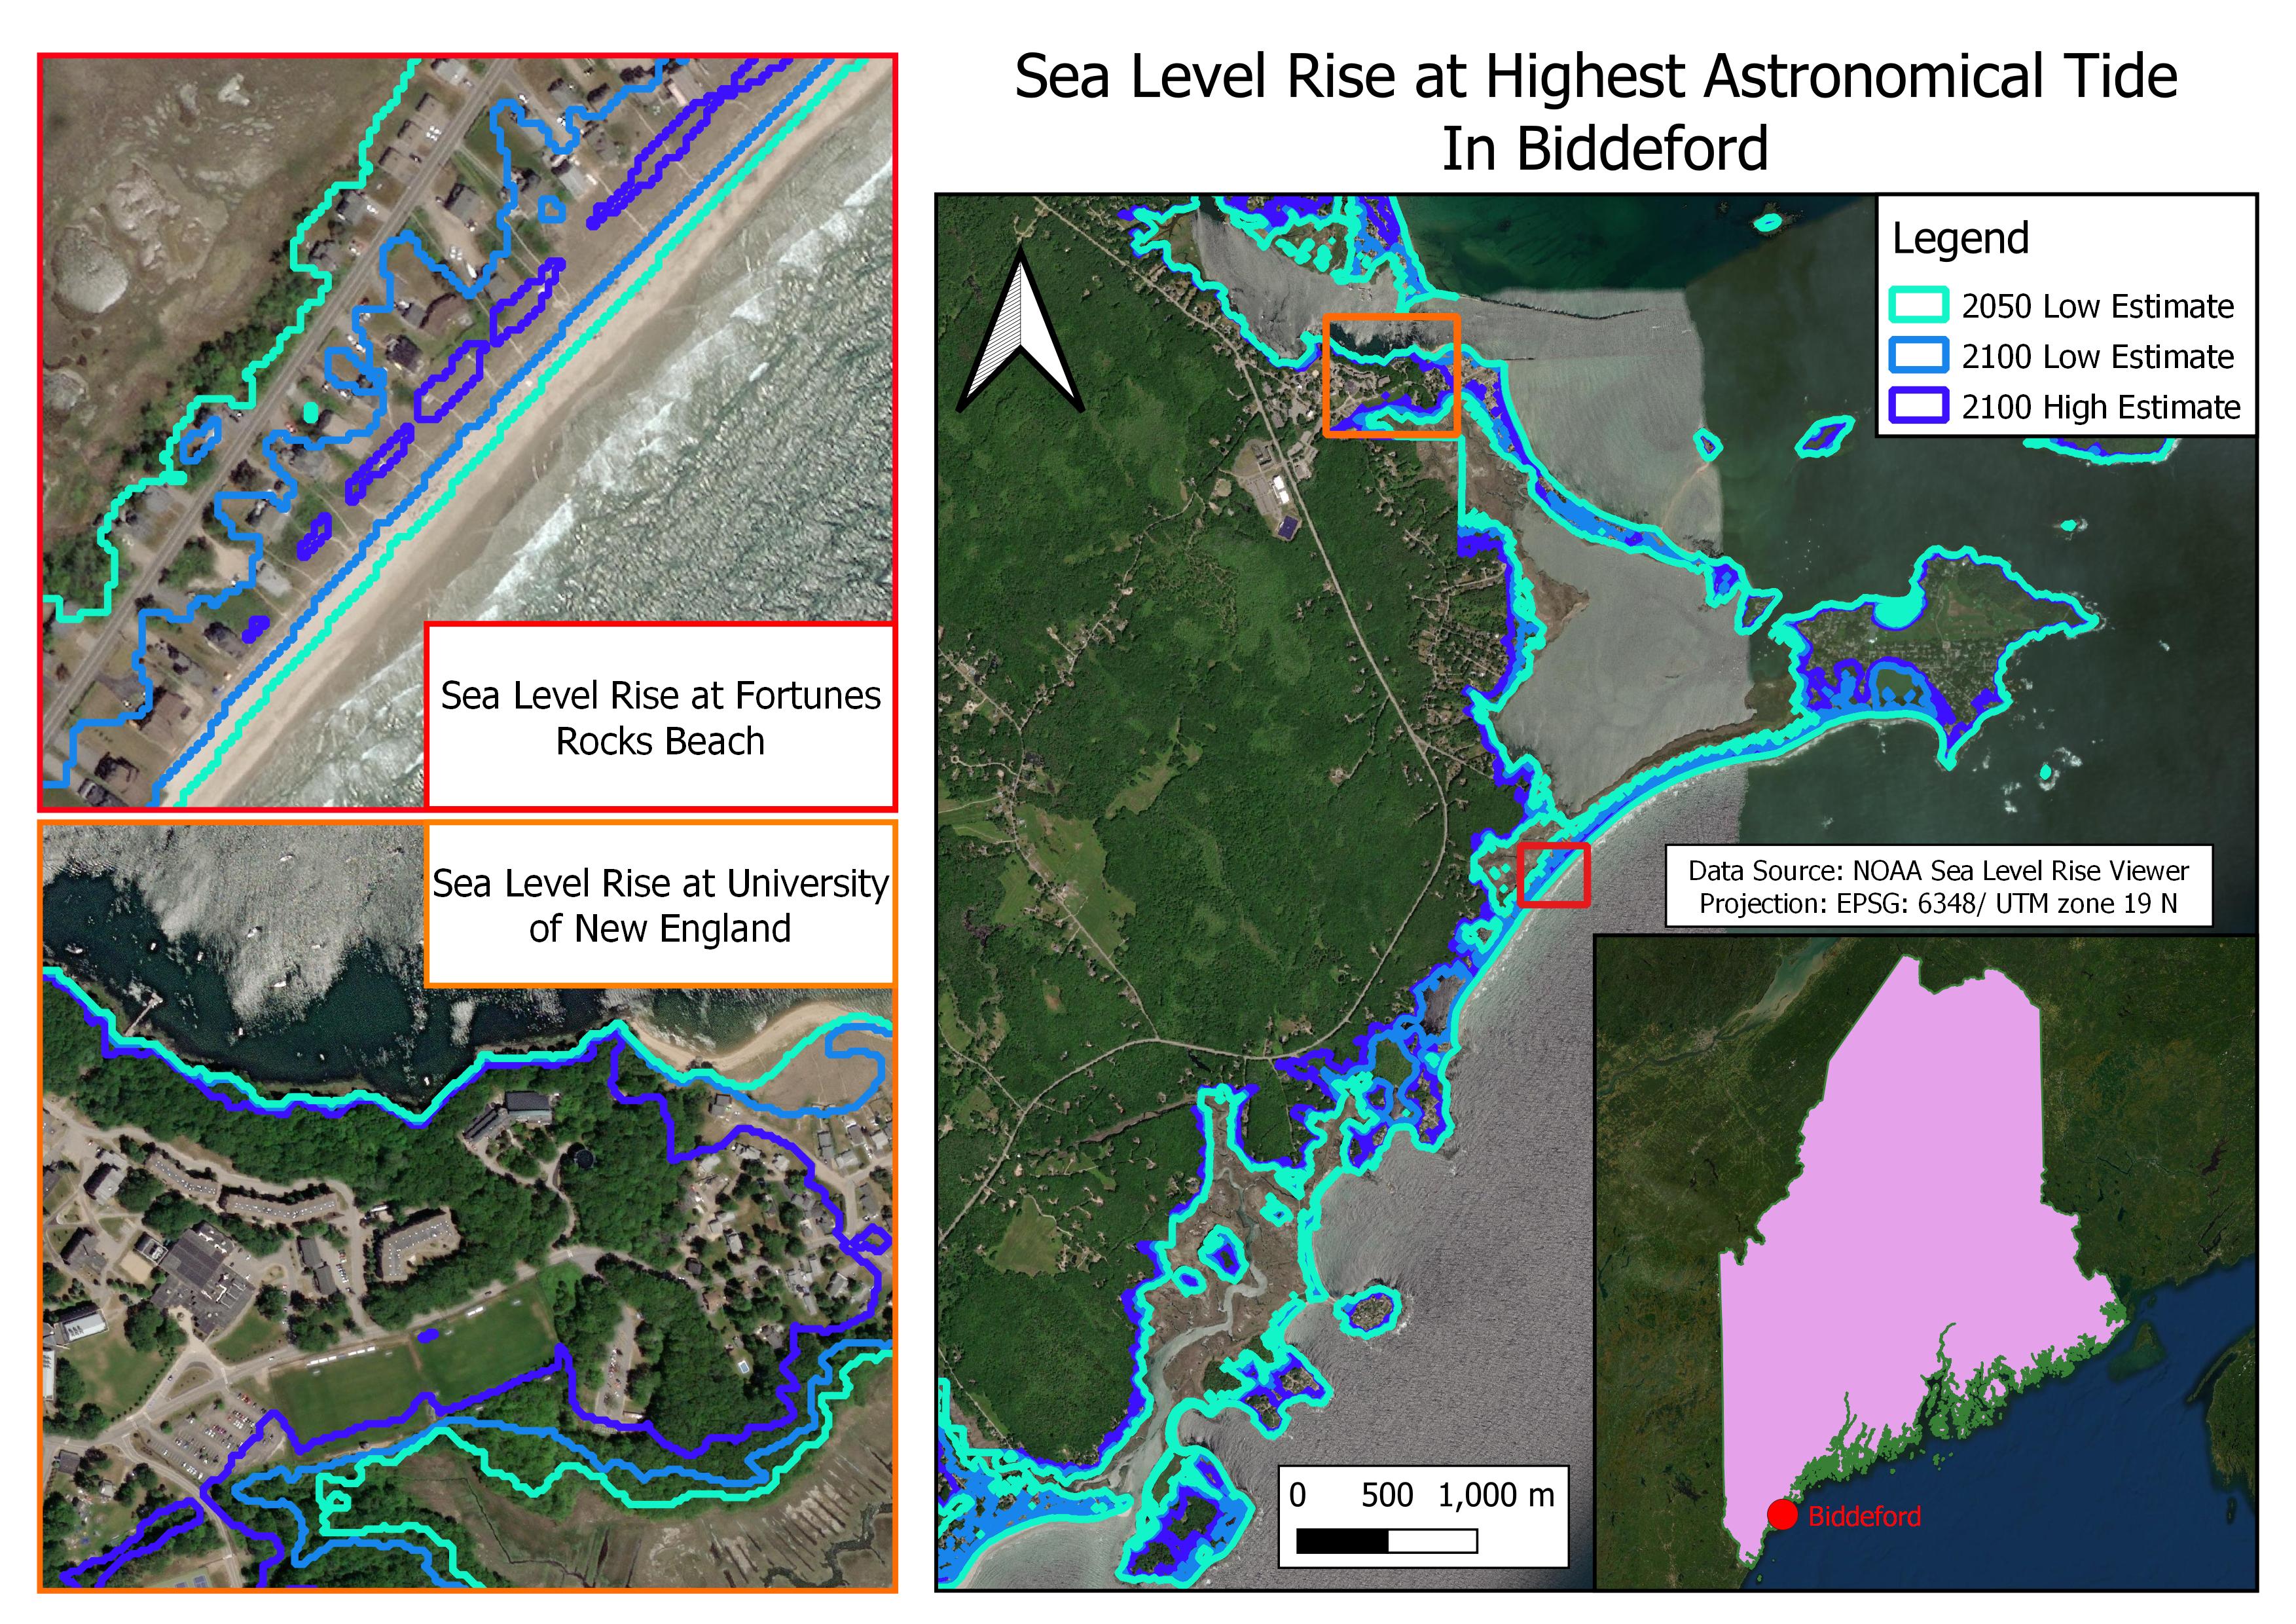 Sea Level Rise at Highest Astronomical Tide
In Biddeford
Legend
2050 Low Estimate
2100 Low Estimate
2100 High Estimate
Sea Level Rise at Fortunes
Rocks Beach
Sea Level Rise at University
of New England
Data Source: NOAA Sea Level Rise Viewer
Projection: EPSG: 6348/ UTM zone 19 N
0 500 1,000 m
Biddeford